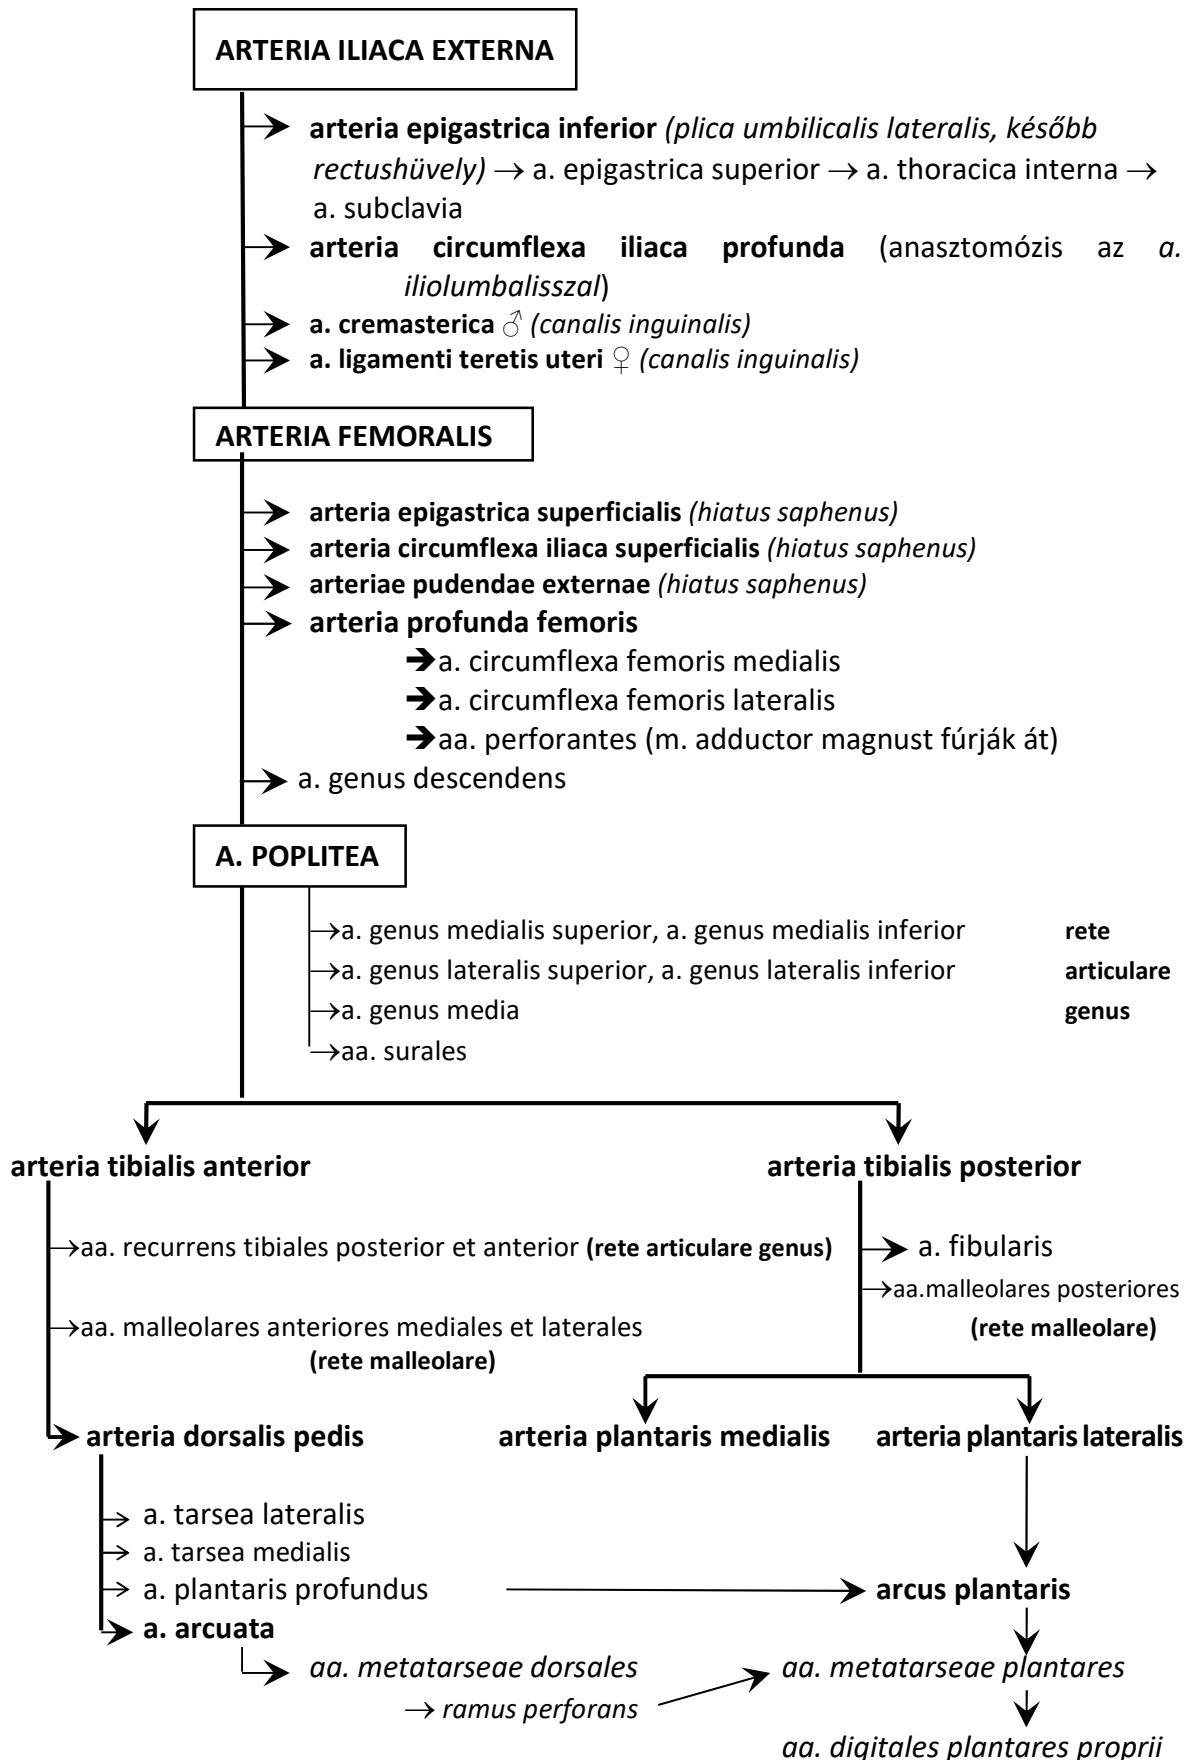 ARTERIA ILIACA EXTERNA
arteria epigastrica inferior (plica umbilicalis lateralis, később
rectushüvely) → a. epigastrica superior → a. thoracica interna →
a. subclavia
arteria circumflexa iliaca profunda (anasztomózis az a.
iliolumbalisszal)
a. cremasterica ♂ (canalis inguinalis)
a. ligamenti teretis uteri ♀ (canalis inguinalis)
ARTERIA FEMORALIS
arteria epigastrica superficialis (hiatus saphenus)
arteria circumflexa iliaca superficialis (hiatus saphenus)
arteriae pudendae externae (hiatus saphenus)
arteria profunda femoris
➔a. circumflexa femoris medialis
➔a. circumflexa femoris lateralis
➔aa. perforantes (m. adductor magnust fúrják át)
a. genus descendens
A. POPLITEA
→a. genus medialis superior, a. genus medialis inferior rete
→a. genus lateralis superior, a. genus lateralis inferior articulare
→a. genus media genus
→aa. surales
arteria tibialis anterior arteria tibialis posterior
→aa. recurrens tibiales posterior et anterior (rete articulare genus) a. fibularis
→aa.malleolares posteriores
→aa. malleolares anteriores mediales et laterales (rete malleolare)
(rete malleolare)
arteria dorsalis pedis arteria plantaris medialis arteria plantaris lateralis
a. tarsea lateralis
a. tarsea medialis
a. plantaris profundus arcus plantaris
a. arcuata
aa. metatarseae dorsales aa. metatarseae plantares
→ ramus perforans
aa. digitales plantares proprii